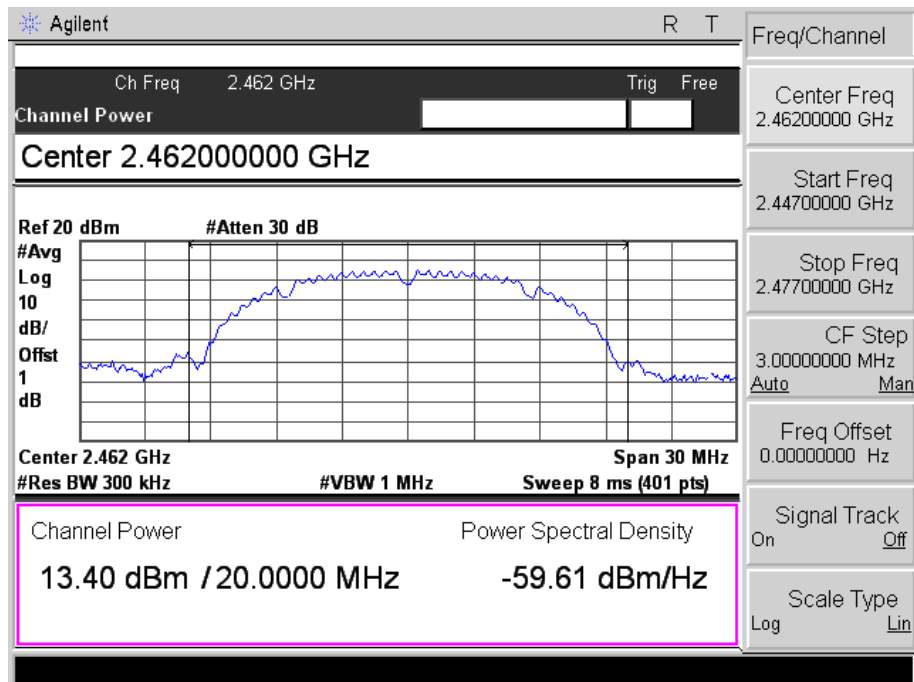 Agilent R T
Ch Freq 2.462 GHz Trig Free
Channel Power
Center 2.462000000 GHz
Ref 20 dBm #Atten 30 dB
#Avg
Log
10
dB/
Offst
1
dB
Center 2.462 GHz Span 30 MHz
#Res BW 300 kHz #VBW 1 MHz Sweep 8 ms (401 pts)
Channel Power Power Spectral Density
13.40 dBm / 20.0000 MHz -59.61 dBm/Hz
Freq/Channel
Center Freq
2.46200000 GHz
Start Freq
2.44700000 GHz
Stop Freq
2.47700000 GHz
CF Step
3.00000000 MHz
Auto Man
Freq Offset
0.00000000 Hz
Signal Track
On Off
Scale Type
Log Lin